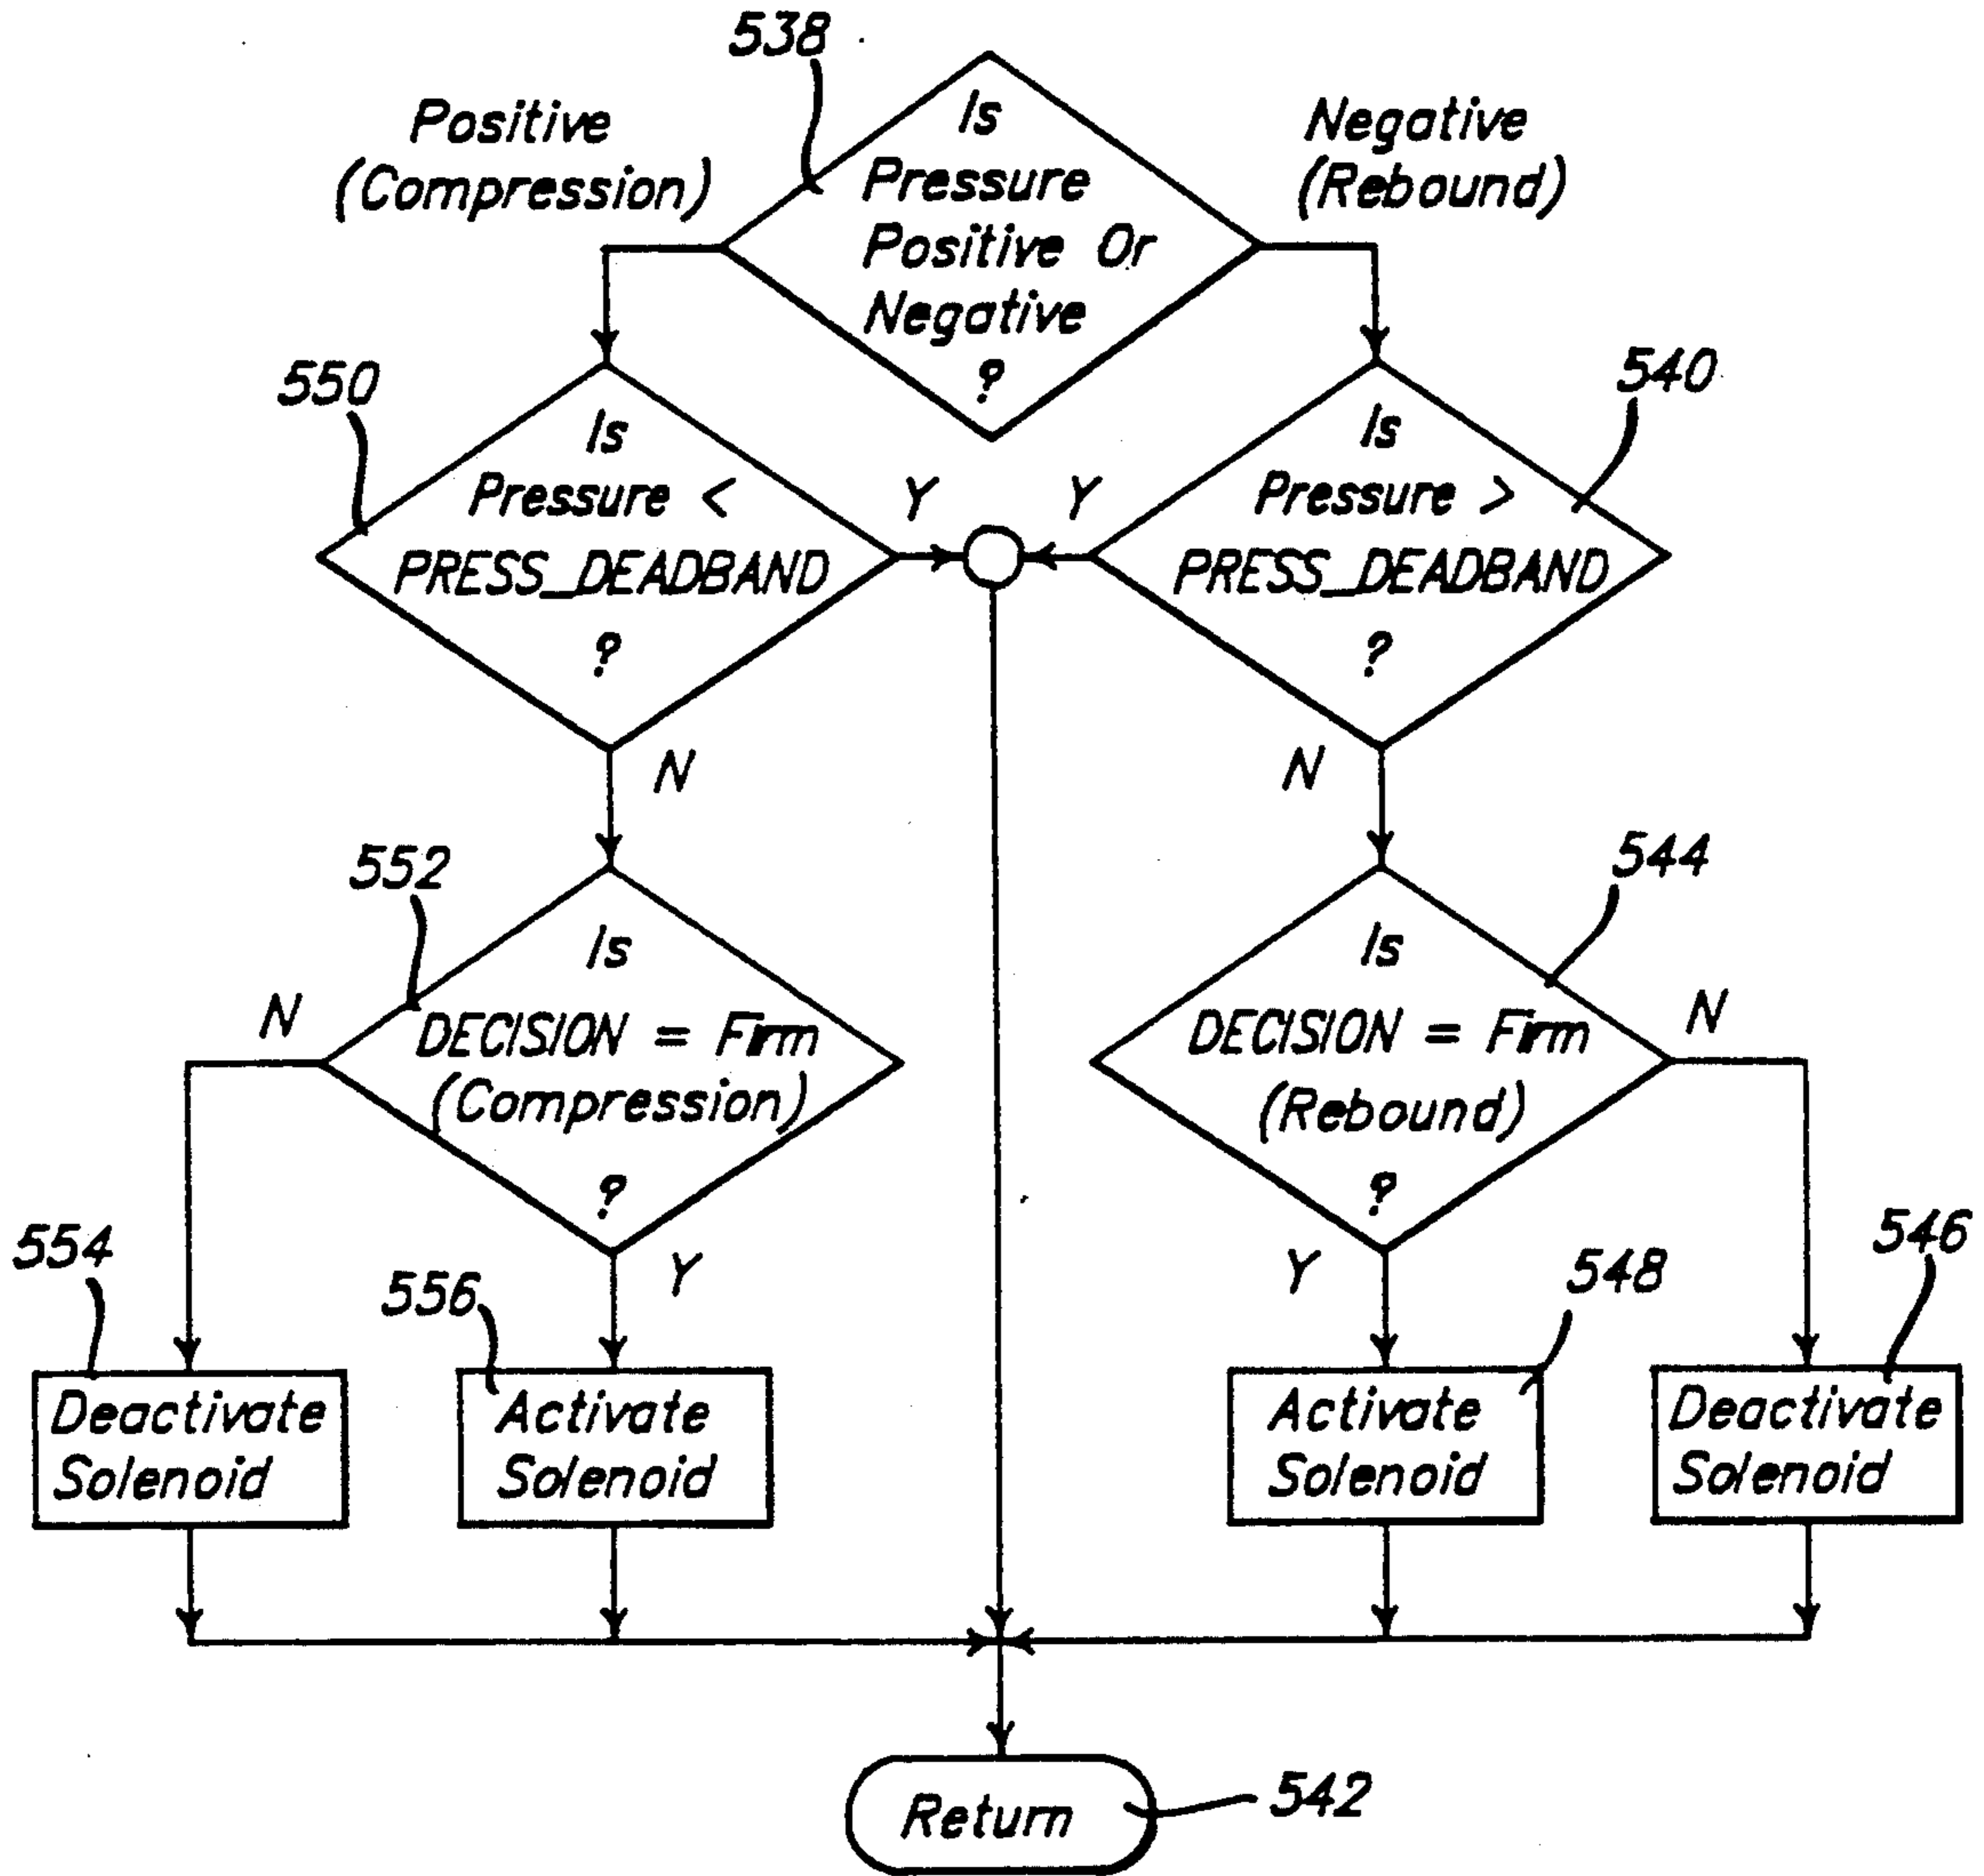 538
Positive
(Compression)
Is
Pressure
Positive Or
Negative
?
Negative
(Rebound)
550
Is
Pressure <
PRESS_DEADBAND
?
Y
N
540
Is
Pressure >
PRESS_DEADBAND
?
Y
N
552
Is
DECISION = Firm
(Compression)
?
N
Y
544
Is
DECISION = Firm
(Rebound)
?
N
Y
554
Deactivate
Solenoid
556
Activate
Solenoid
548
Activate
Solenoid
546
Deactivate
Solenoid
Return
542